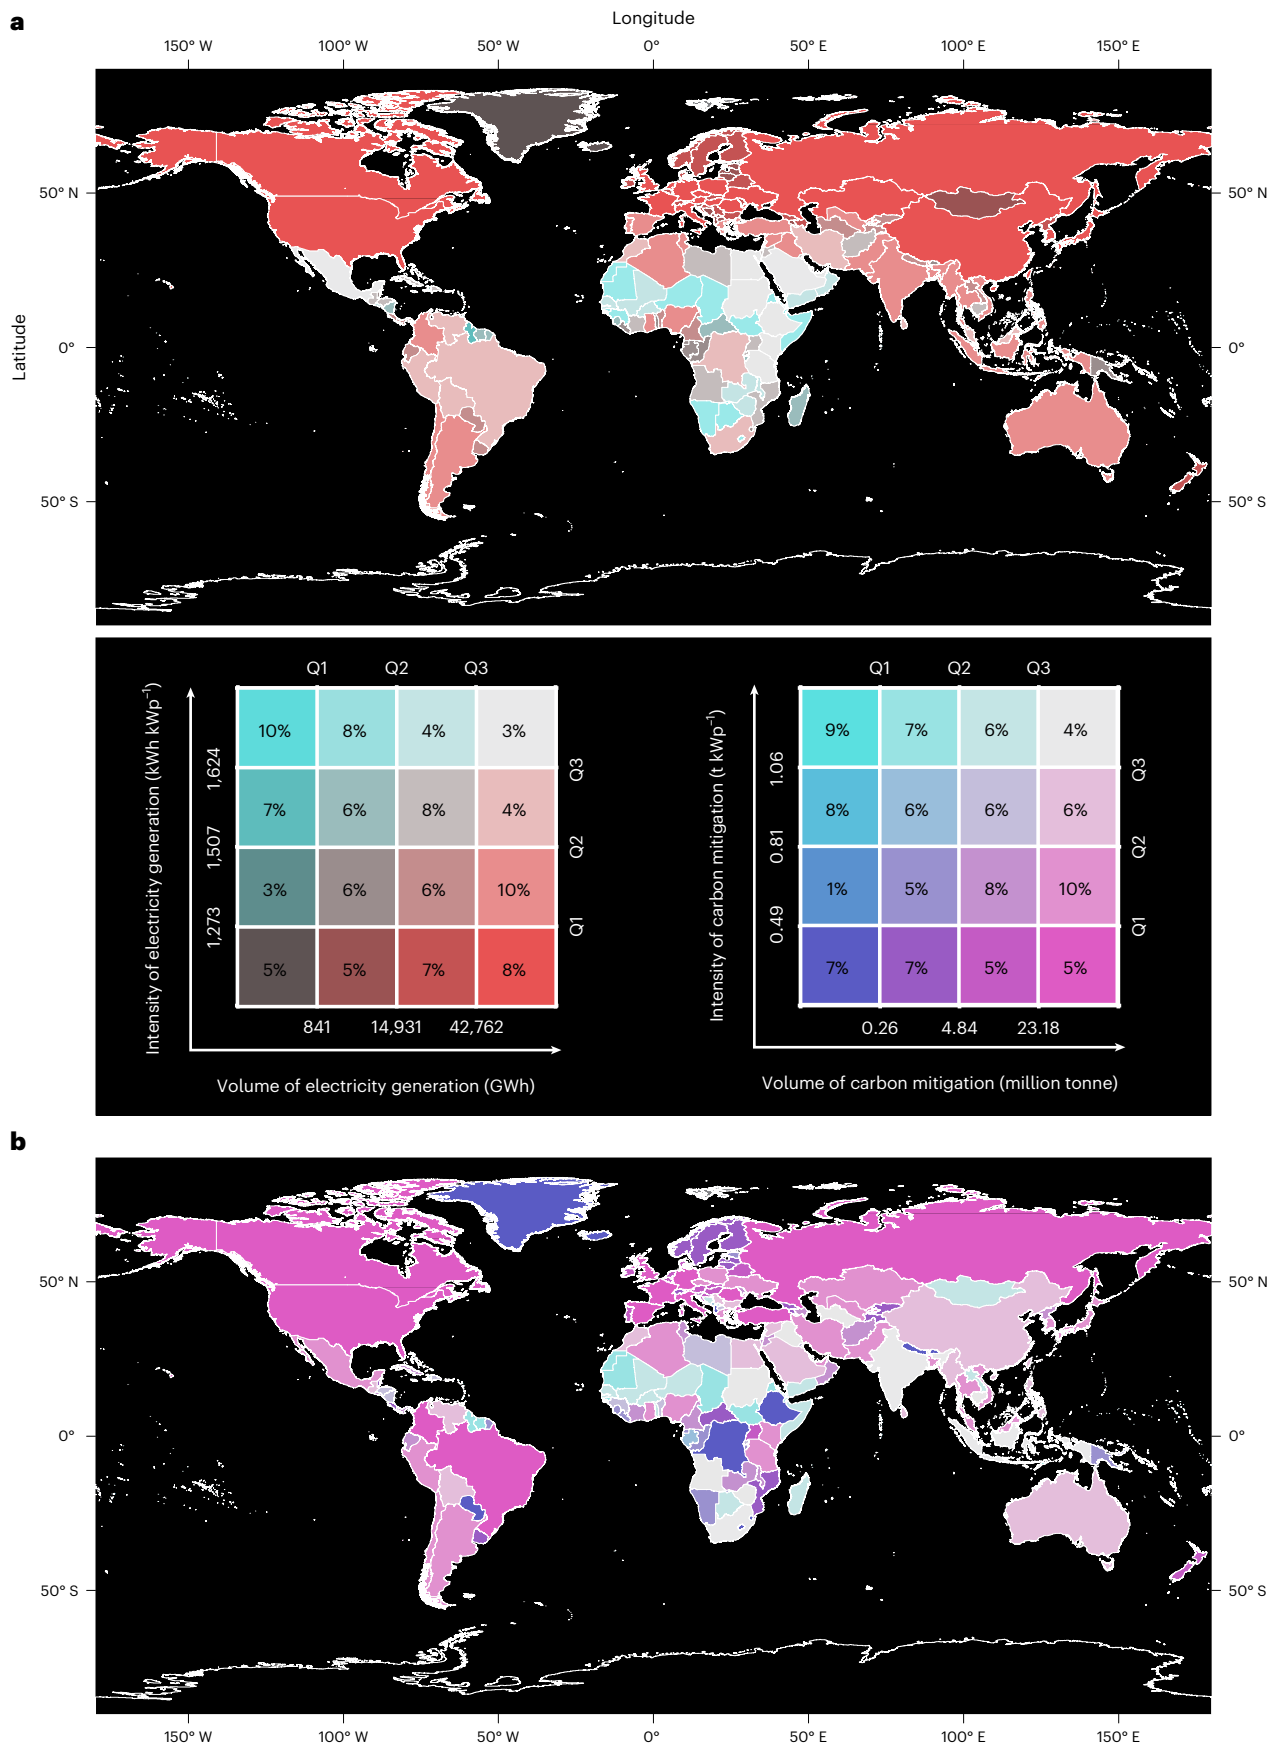 a
Longitude
150° W 100° W 50° W 0° 50° E 100° E 150° E
50° N 50° N
Latitude
0° 0°
50° S 50° S
Q1 Q2 Q3
10% 8% 4% 3%
7% 6% 8% 4%
3% 6% 6% 10%
5% 5% 7% 8%
Q3
Q2
Q1
1,624
1,507
1,273
841 14,931 42,762
Intensity of electricity generation (kWh kWp⁻¹)
Volume of electricity generation (GWh)
Q1 Q2 Q3
9% 7% 6% 4%
8% 6% 6% 6%
1% 5% 8% 10%
7% 7% 5% 5%
Q3
Q2
Q1
1.06
0.81
0.49
0.26 4.84 23.18
Intensity of carbon mitigation (t kWp⁻¹)
Volume of carbon mitigation (million tonne)
b
50° N 50° N
0° 0°
50° S 50° S
150° W 100° W 50° W 0° 50° E 100° E 150° E